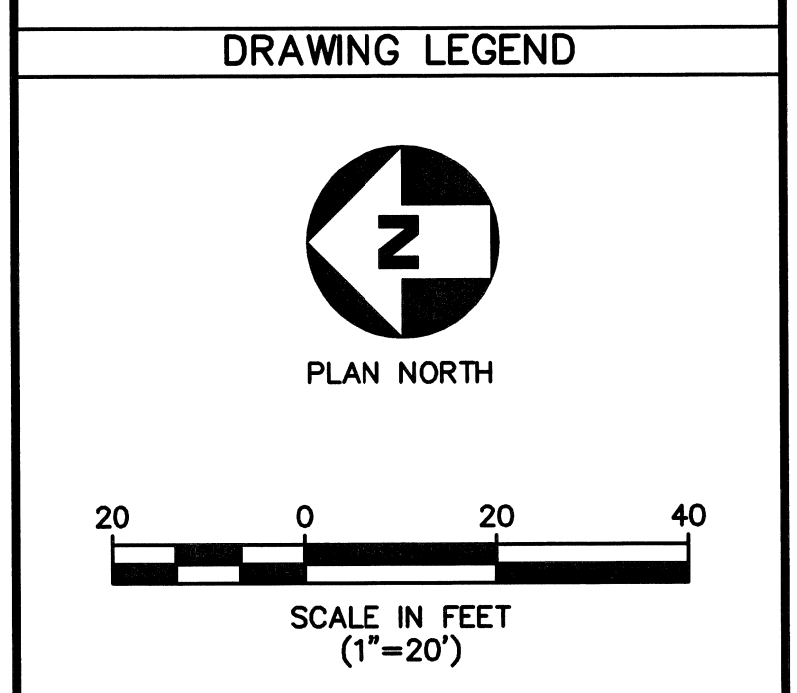 DRAWING LEGEND
N
PLAN NORTH
20 0 20 40
SCALE IN FEET
(1"=20')